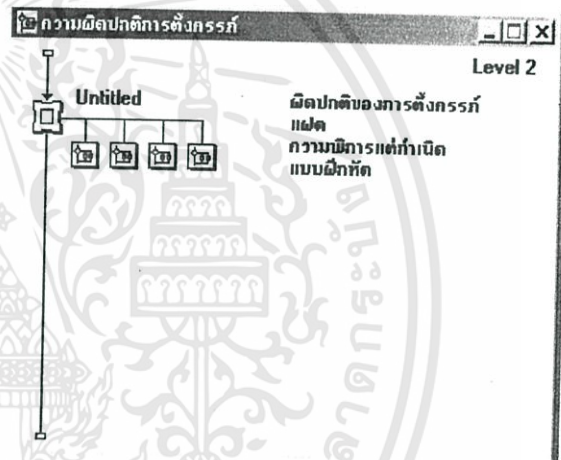 ความผิดปกติการตั้งครรภ์
Level 2
Untitled
ผิดปกติของการตั้งครรภ์
แฝด
ความพิการแต่กำเนิด
แบบฝึกหัด